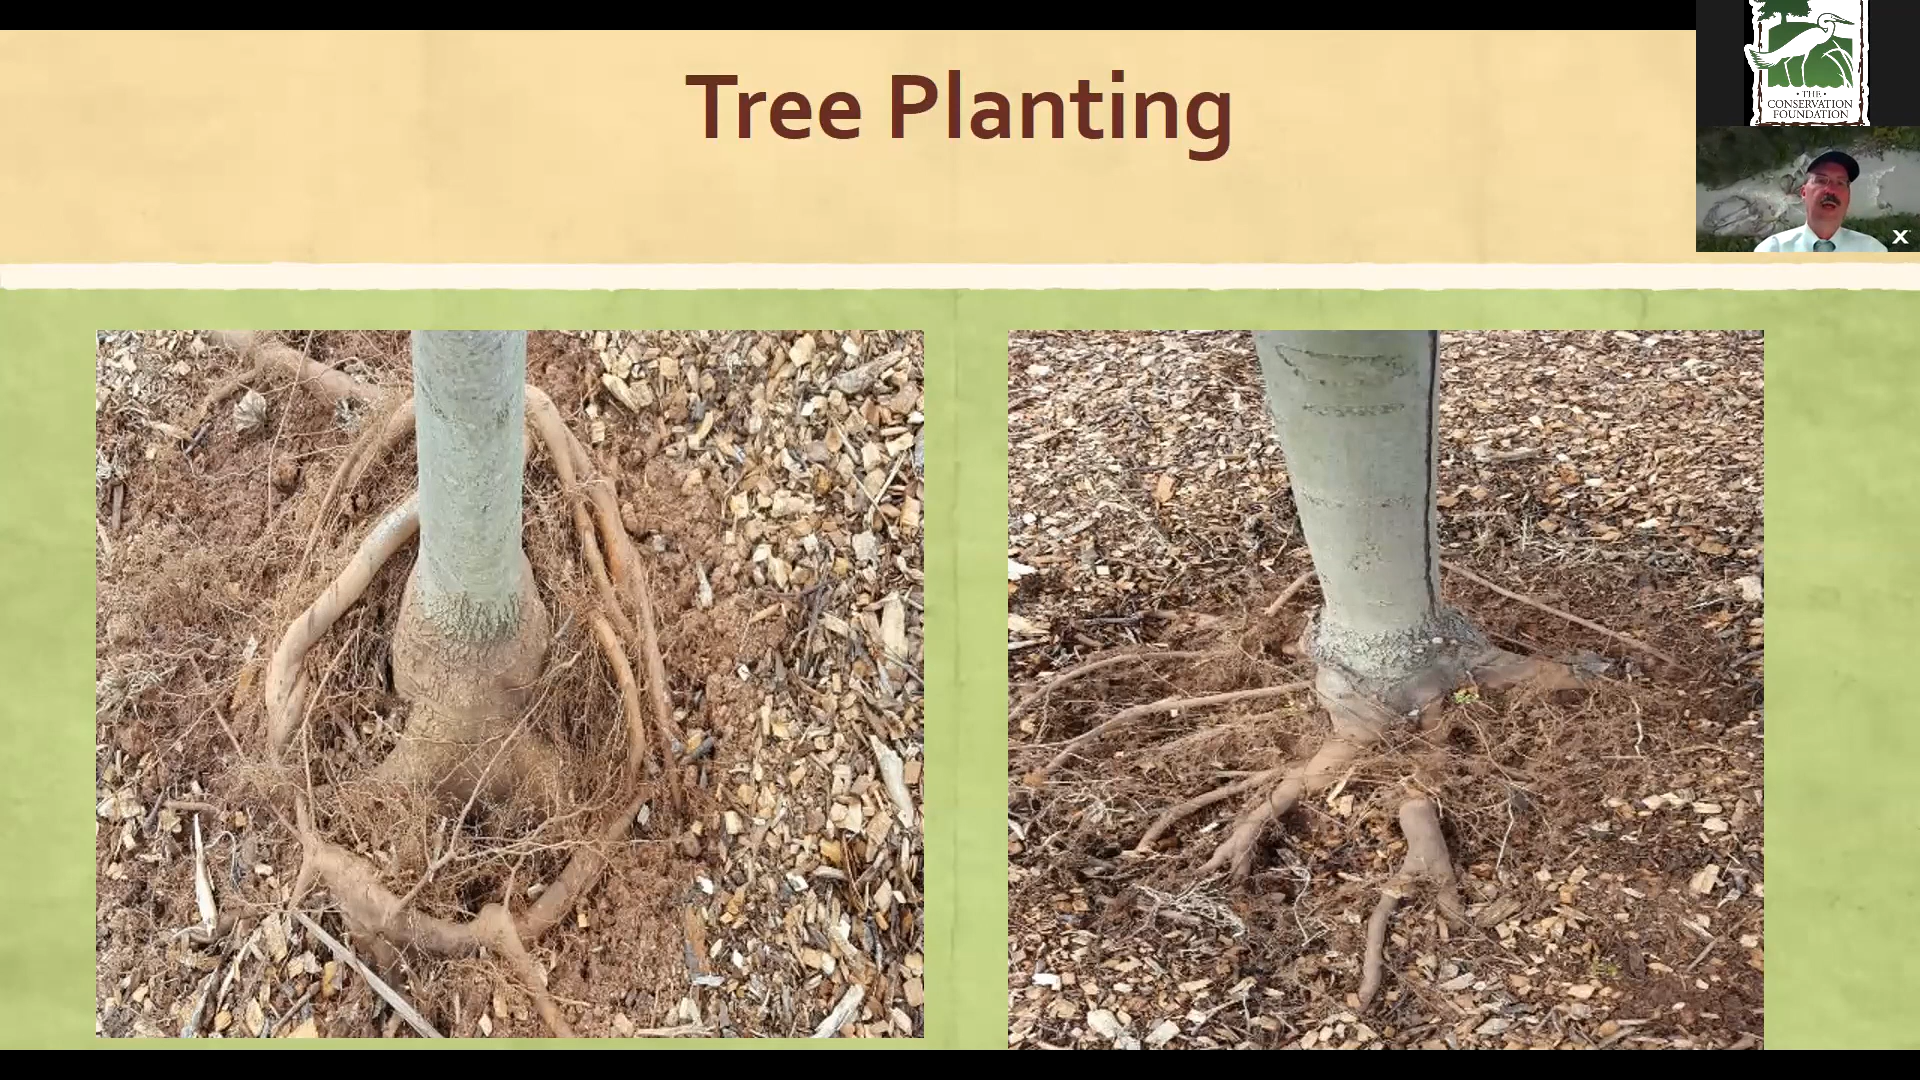 Tree Planting
• THE •
CONSERVATION
FOUNDATION
X